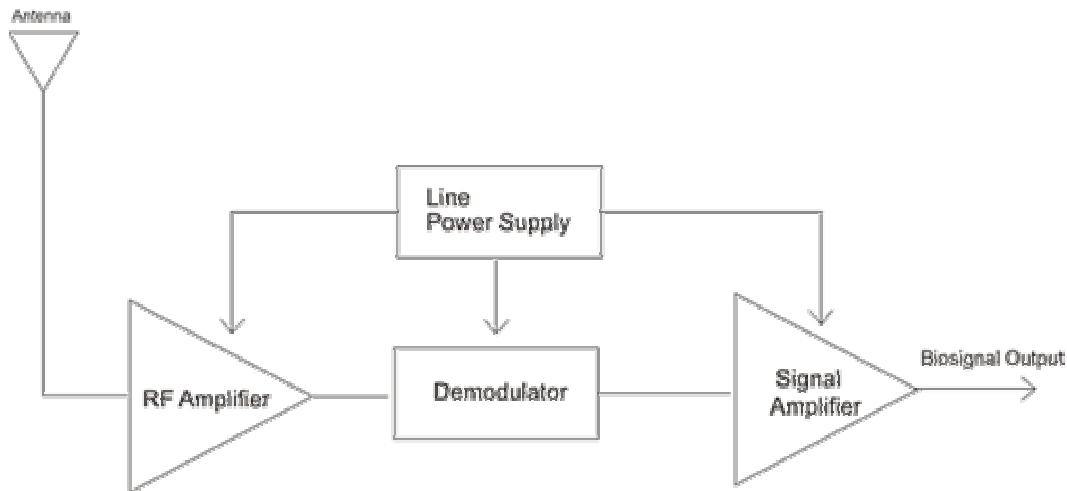 Antenna
Line
Power Supply
RF Amplifier
Demodulator
Signal
Amplifier
Biosignal Output